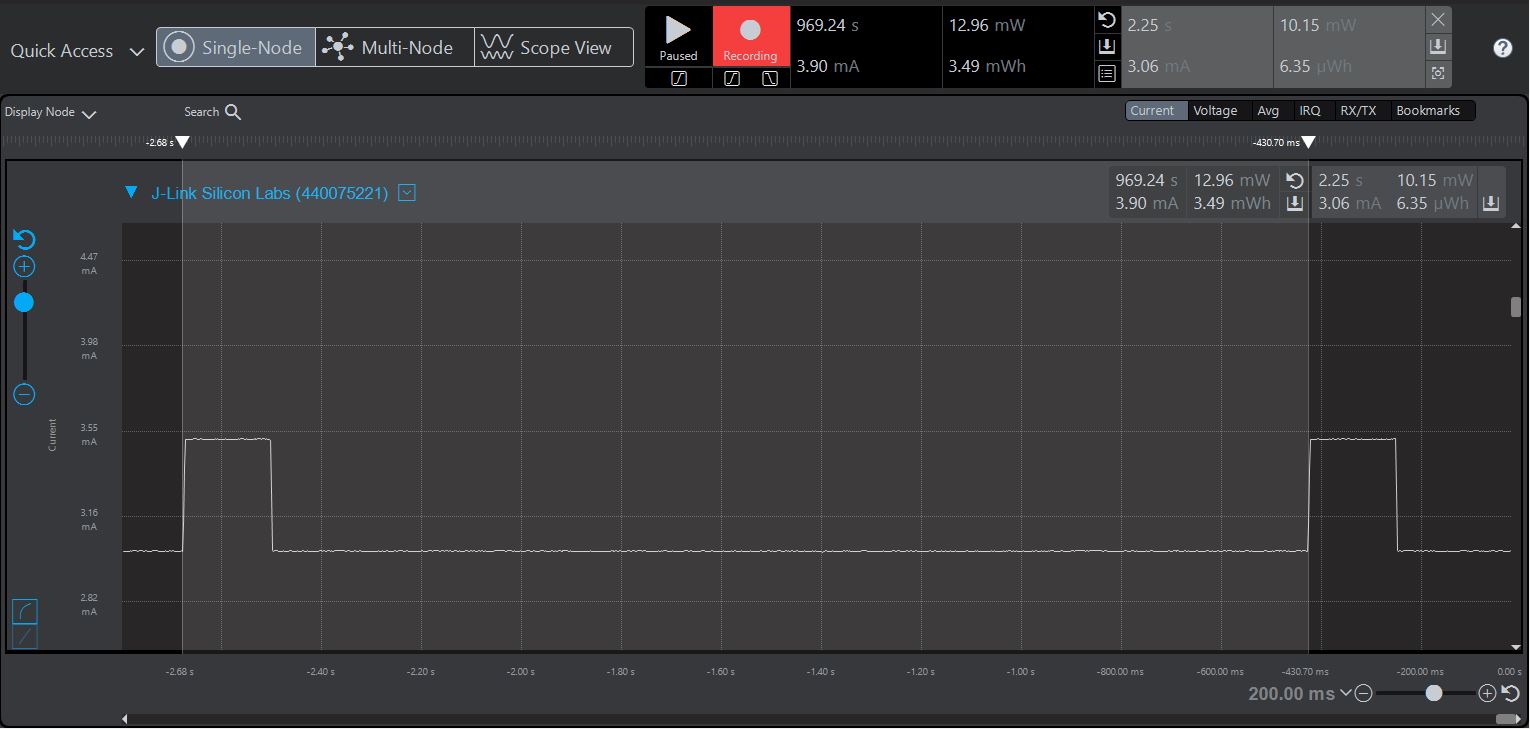 Quick Access
Single-Node
Multi-Node
Scope View
Paused
Recording
969.24 s
12.96 mW
3.90 mA
3.49 mWh
2.25 s
10.15 mW
3.06 mA
6.35 µWh
?
Display Node
Search
Current
Voltage
Avg
IRQ
RX/TX
Bookmarks
-2.68 s
-430.70 ms
J-Link Silicon Labs (440075221)
969.24 s
12.96 mW
2.25 s
10.15 mW
3.90 mA
3.49 mWh
3.06 mA
6.35 µWh
4.47
mA
3.98
mA
3.55
mA
Current
3.16
mA
2.82
mA
-2.68 s
-2.40 s
-2.20 s
-2.00 s
-1.80 s
-1.60 s
-1.40 s
-1.20 s
-1.00 s
-800.00 ms
-600.00 ms
-430.70 ms
-200.00 ms
0.00 s
200.00 ms